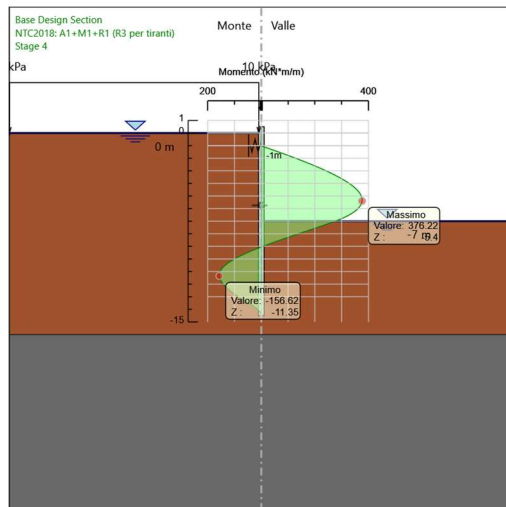 Base Design Section
NTC2018: A1+M1+R1 (R3 per tiranti)
Stage 4
Monte
Valle
kPa
10 kPa
Momento (kN*m/m)
200
400
1
0
0 m
-1m
Massimo
Valore: 376.22
Z :
-7 m
Minimo
Valore: -156.62
Z : -11.35
-15